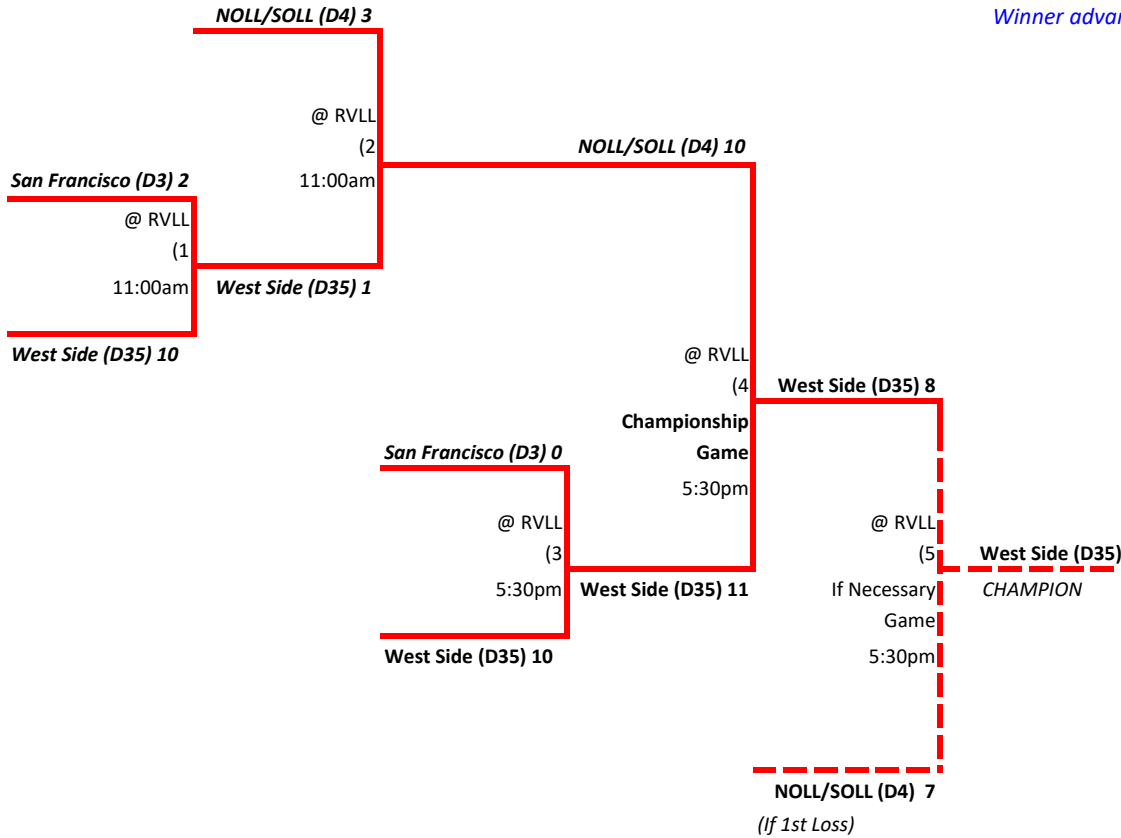 NOLL/SOLL (D4) 3
Winner advar
@ RVLL
(2
11:00am
NOLL/SOLL (D4) 10
San Francisco (D3) 2
@ RVLL
(1
11:00am
West Side (D35) 1
West Side (D35) 10
@ RVLL
(4
Championship
Game
5:30pm
West Side (D35) 8
San Francisco (D3) 0
@ RVLL
(3
5:30pm
West Side (D35) 11
West Side (D35) 10
@ RVLL
(5
If Necessary
Game
5:30pm
West Side (D35)
CHAMPION
NOLL/SOLL (D4) 7
(If 1st Loss)